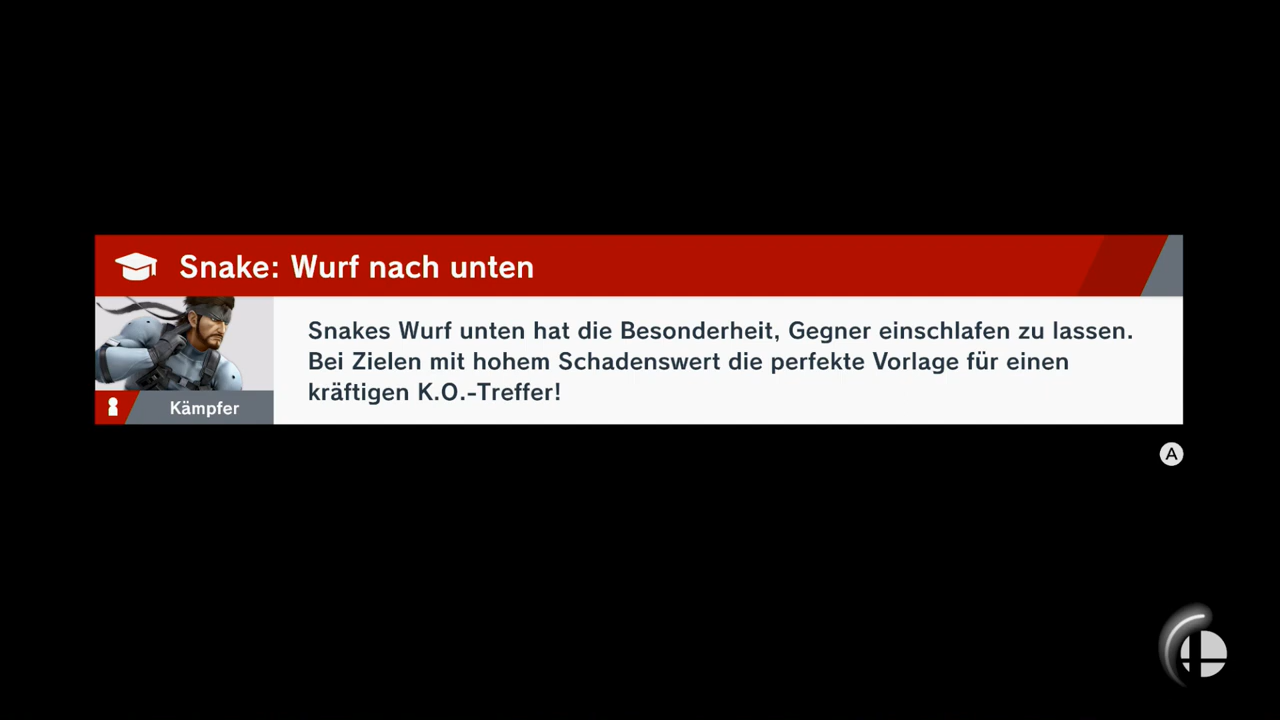 Snake: Wurf nach unten
Snakes Wurf unten hat die Besonderheit, Gegner einschlafen zu lassen.
Bei Zielen mit hohem Schadenswert die perfekte Vorlage für einen
kräftigen K.O.-Treffer!
Kämpfer
A